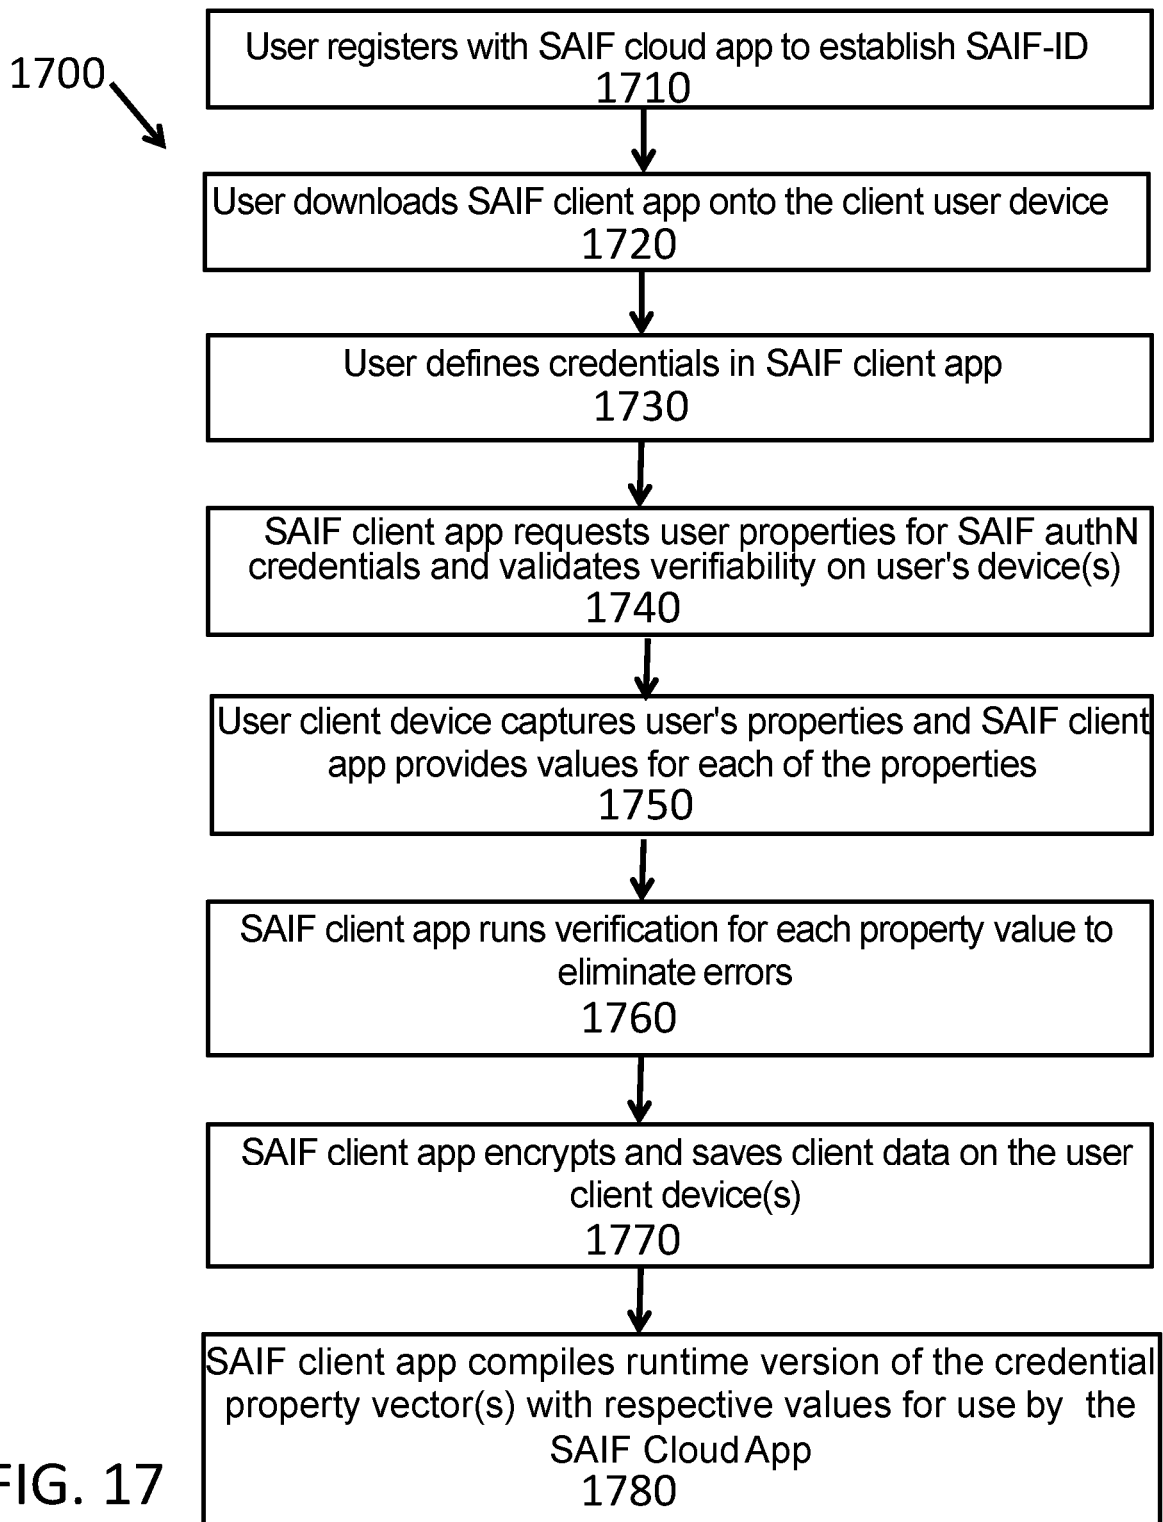 1700
User registers with SAIF cloud app to establish SAIF-ID
1710
User downloads SAIF client app onto the client user device
1720
User defines credentials in SAIF client app
1730
SAIF client app requests user properties for SAIF authN
credentials and validates verifiability on user's device(s)
1740
User client device captures user's properties and SAIF client
app provides values for each of the properties
1750
SAIF client app runs verification for each property value to
eliminate errors
1760
SAIF client app encrypts and saves client data on the user
client device(s)
1770
SAIF client app compiles runtime version of the credential
property vector(s) with respective values for use by the
SAIF Cloud App
1780
FIG. 17